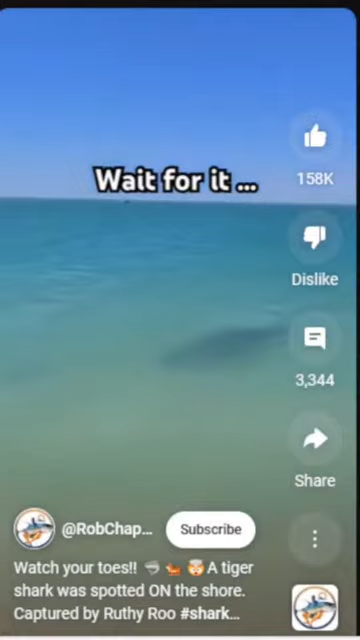 Wait for it ...
158K
Dislike
3,344
Share
@RobChap...
Subscribe
Watch your toes!! 🦈 🦶 🤯 A tiger
shark was spotted ON the shore.
Captured by Ruthy Roo #shark...